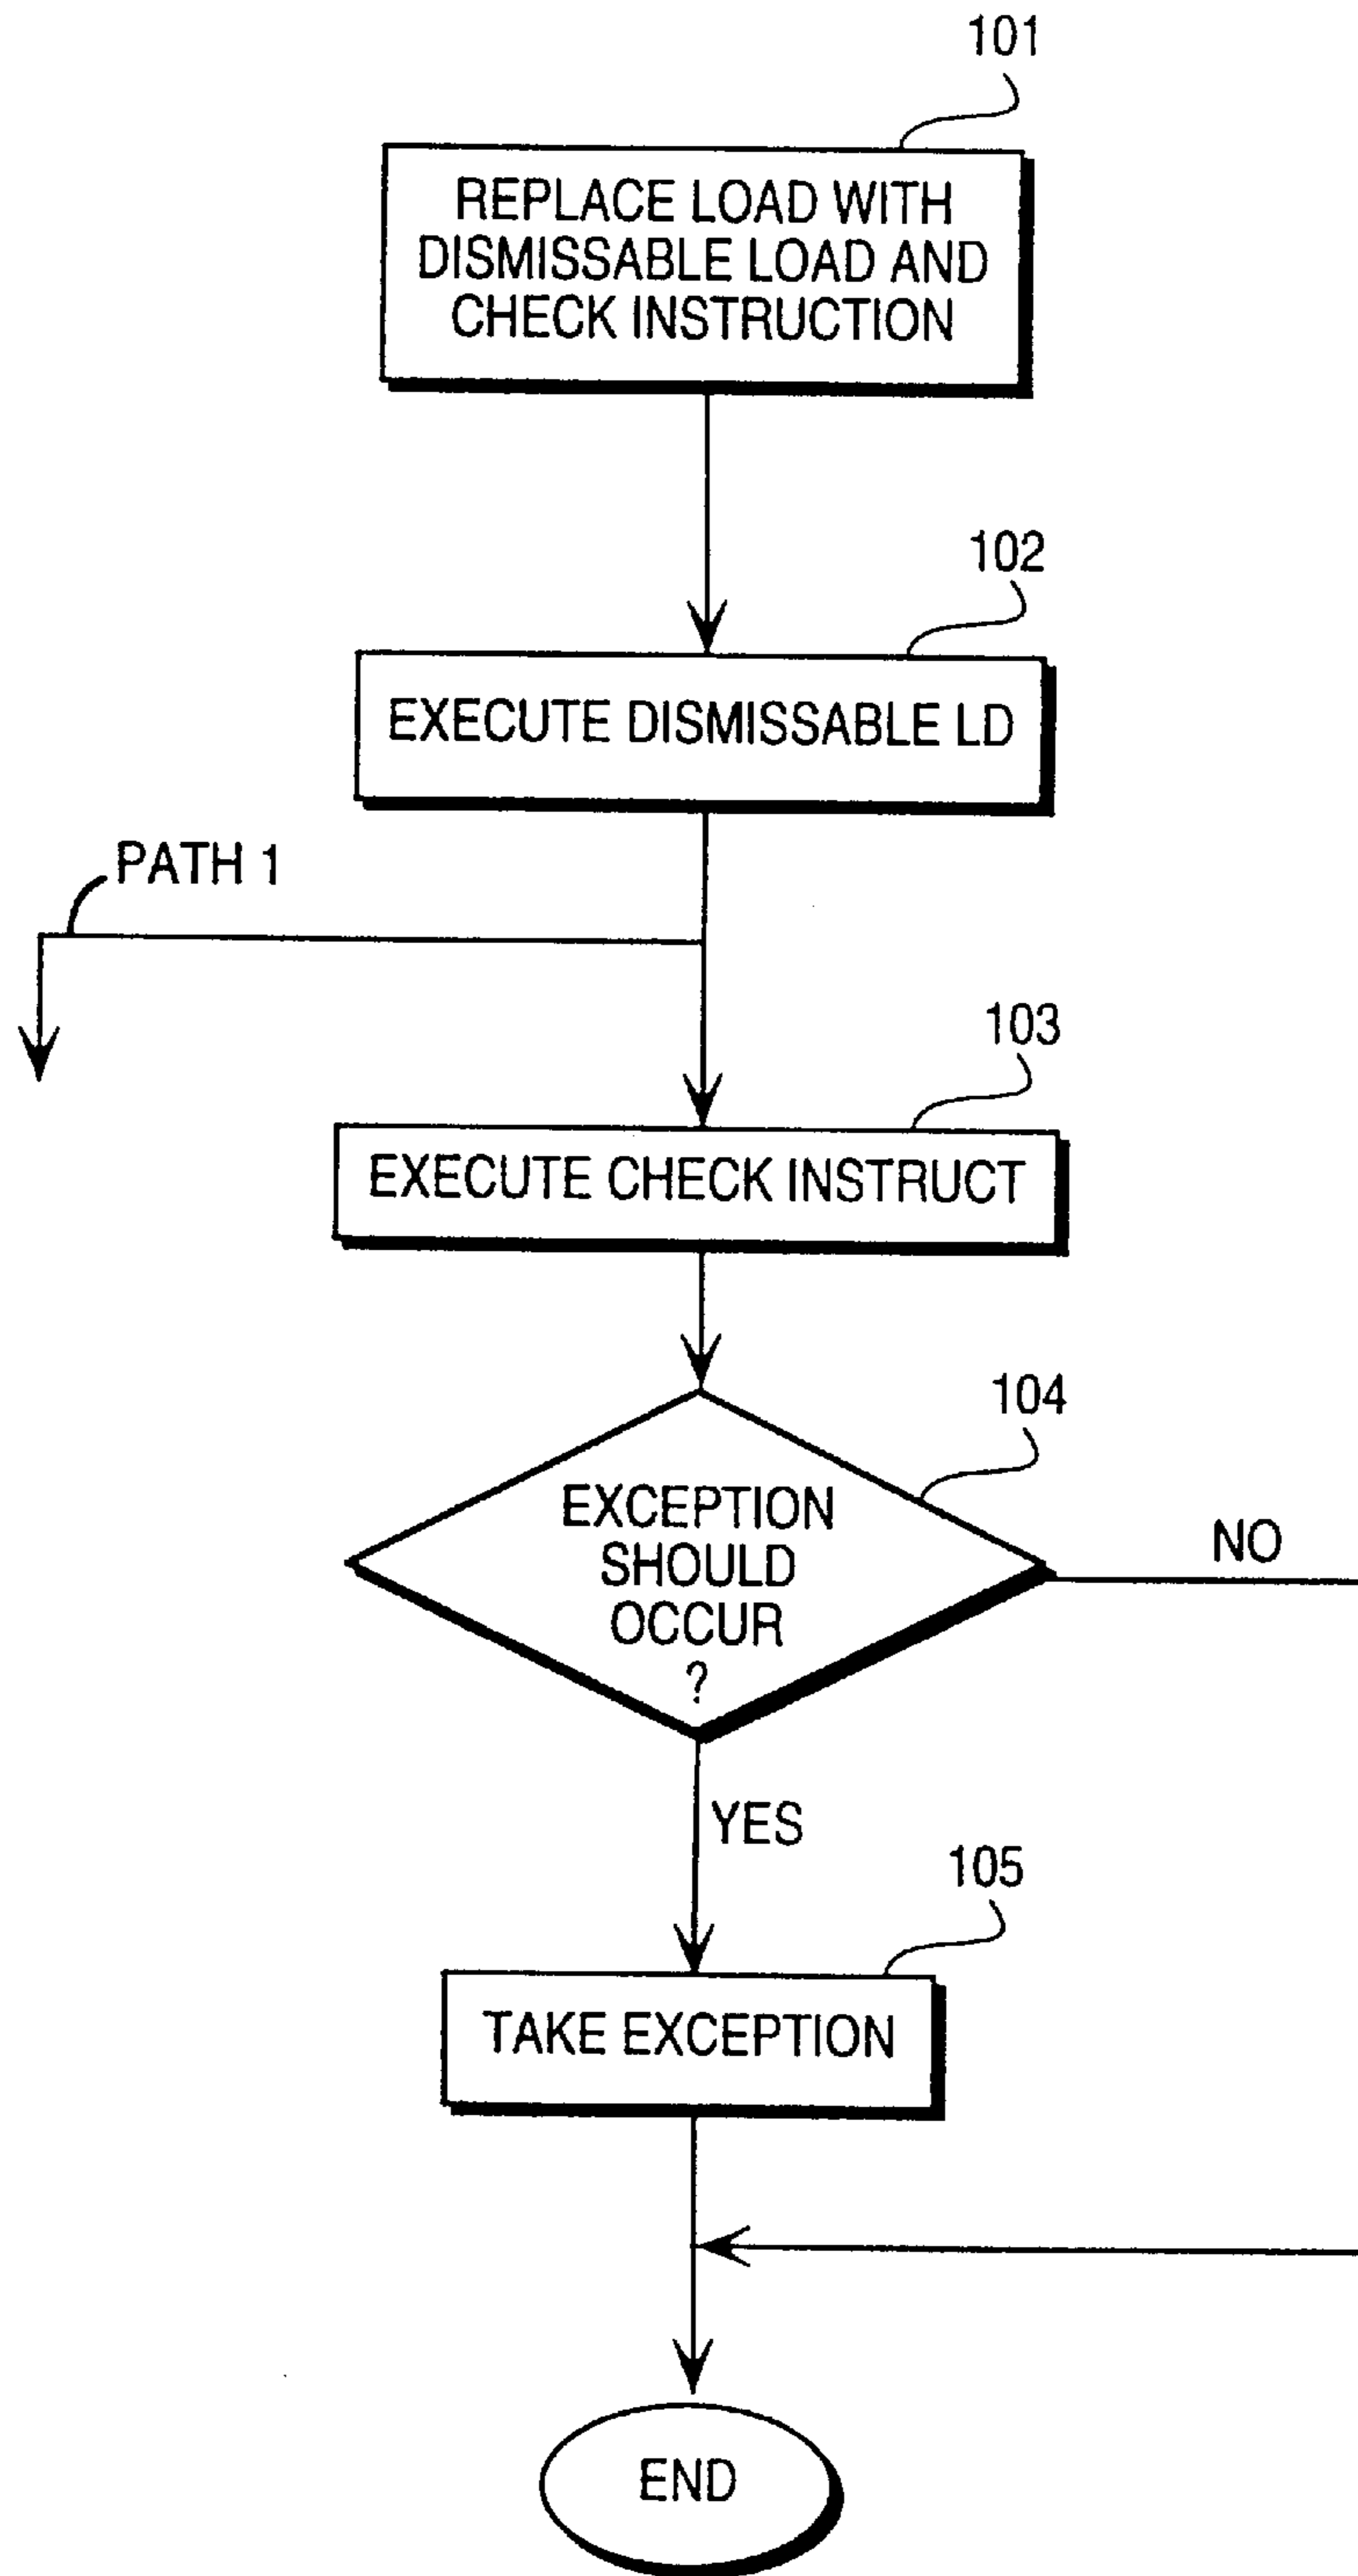 101
REPLACE LOAD WITH
DISMISSABLE LOAD AND
CHECK INSTRUCTION
102
EXECUTE DISMISSABLE LD
PATH 1
103
EXECUTE CHECK INSTRUCT
104
EXCEPTION
SHOULD
OCCUR
?
NO
YES
105
TAKE EXCEPTION
END